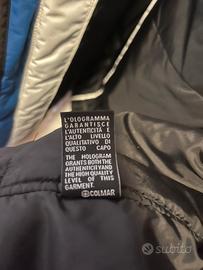 L'OLOGRAMMA
GARANTISCE
L'AUTENTICITÀ E
L'ALTO LIVELLO
QUALITATIVO DI
QUESTO CAPO
THE HOLOGRAM
GRANTS BOTH THE
AUTHENTICITY AND
THE HIGH QUALITY
LEVEL OF THIS
GARMENT.
COLMAR
subito